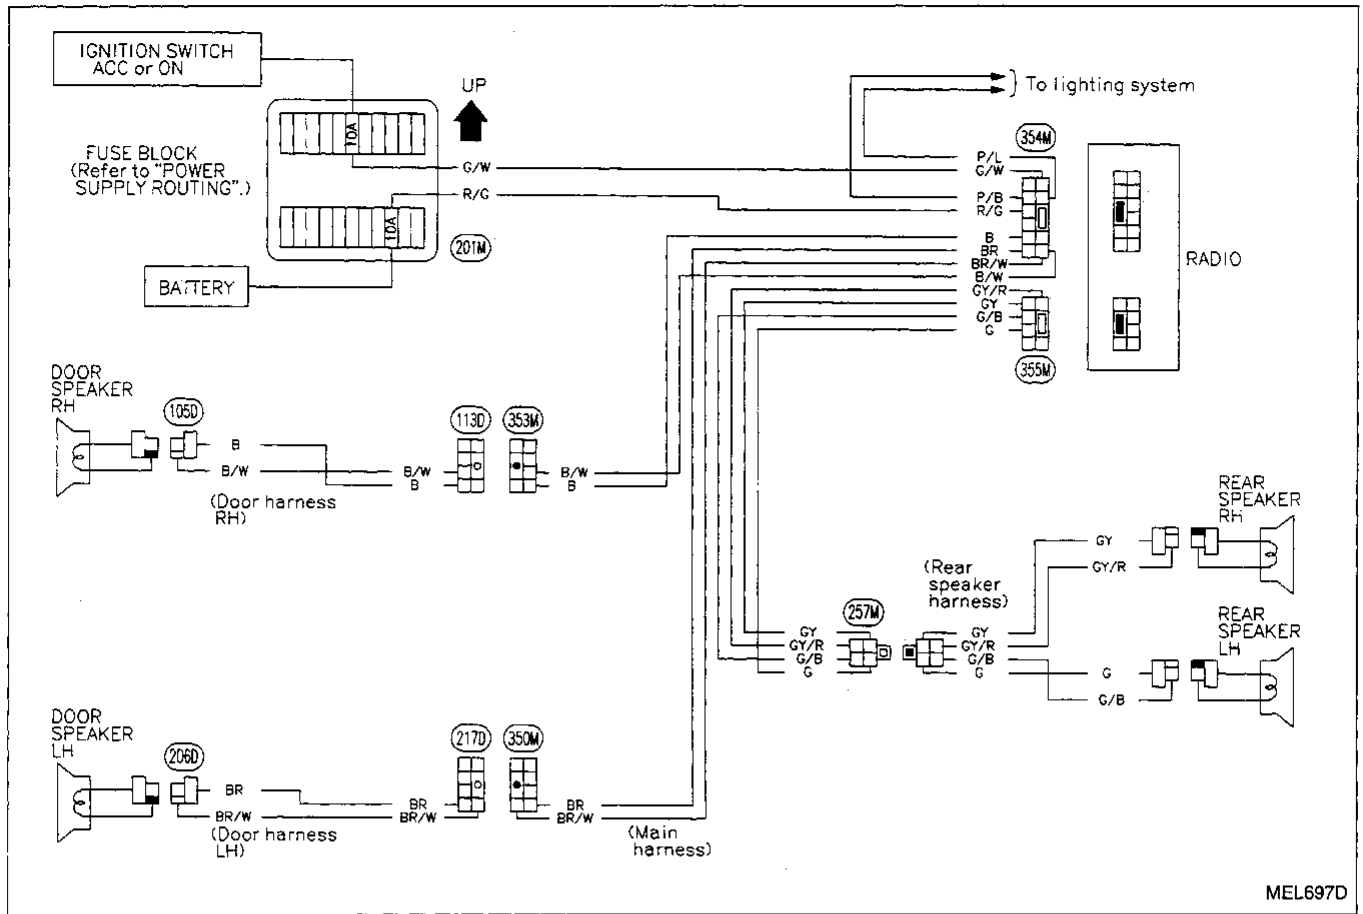 IGNITION SWITCH
ACC or ON
UP
To lighting system
10A
354M
FUSE BLOCK
(Refer to "POWER
SUPPLY ROUTING".)
G/W
R/G
P/L
G/W
P/B
R/G
10A
201M
B
BR
BR/W
B/W
GY/R
GY
G/B
G
RADIO
BATTERY
355M
DOOR
SPEAKER
RH
105D
113D
353M
B
B/W
B/W
B
B/W
B
(Door harness
RH)
REAR
SPEAKER
RH
GY
GY/R
(Rear
speaker
harness)
257M
GY
GY/R
G/B
G
GY
GY/R
G/B
G
REAR
SPEAKER
LH
G
G/B
DOOR
SPEAKER
LH
206D
217D
350M
BR
BR/W
BR
BR/W
BR
BR/W
(Door harness
LH)
(Main
harness)
MEL697D